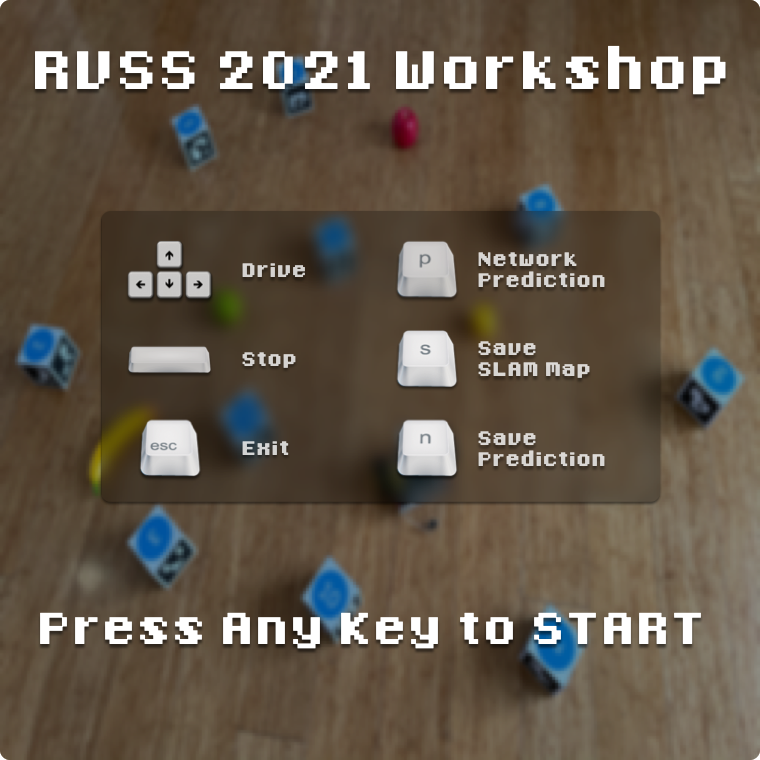 RVSS 2021 Workshop
Drive
p
Network
Prediction
Stop
s
Save
SLAM Map
esc
Exit
n
Save
Prediction
Press Any Key to START